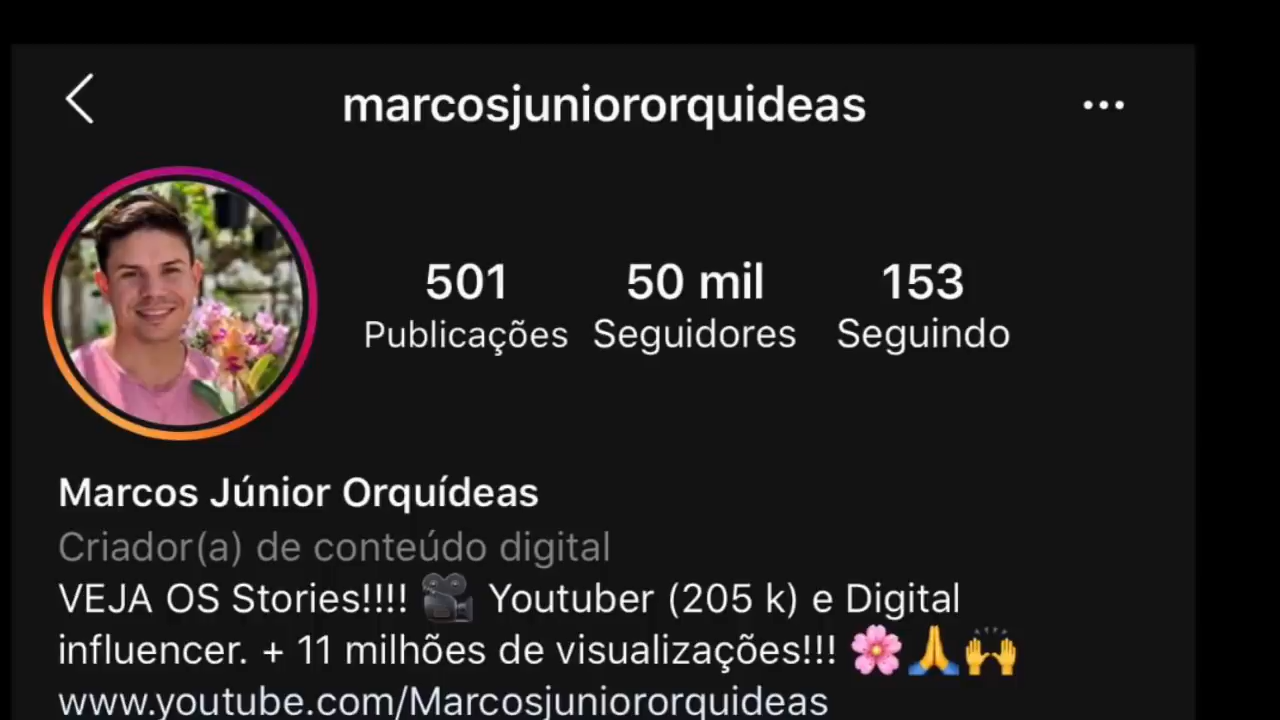 marcosjuniororquideas
501 50 mil 153
Publicações Seguidores Seguindo
Marcos Júnior Orquídeas
Criador(a) de conteúdo digital
VEJA OS Stories!!!! 🎥 Youtuber (205 k) e Digital
influencer. + 11 milhões de visualizações!!! 🌸🙏🙌
www.youtube.com/Marcosjuniororquideas